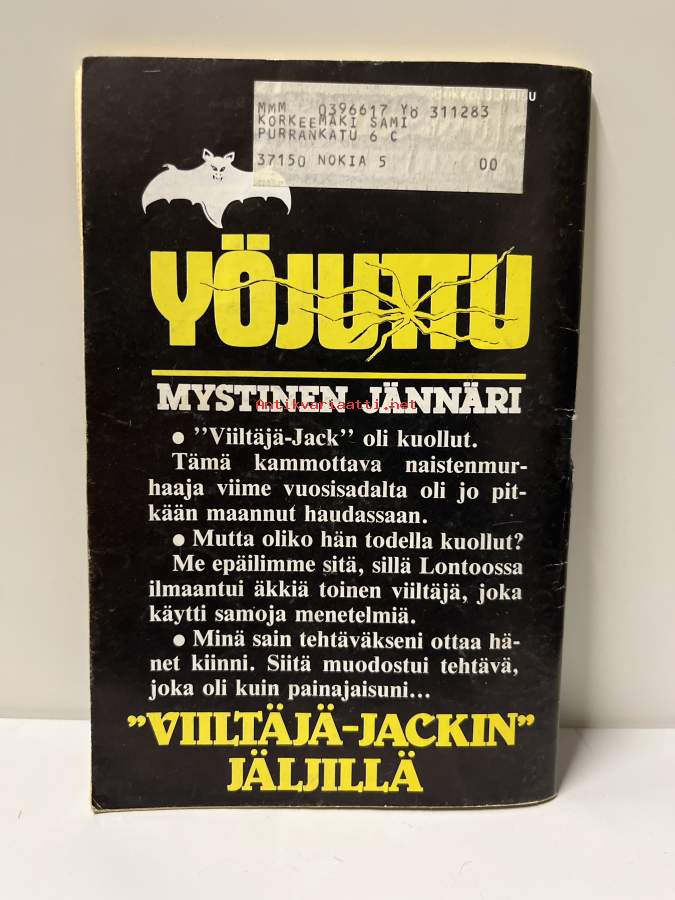 MMM 0396617 YÖ 311283
KORKEEMÄKI SAMI
PURRANKATU 6 C
37150 NOKIA 5 00
YÖJUTTU
MYSTINEN JÄNNÄRI
Antikvariaatti.net
● ”Viiltäjä-Jack” oli kuollut.
Tämä kammottava naistenmur-
haaja viime vuosisadalta oli jo pit-
kään maannut haudassaan.
● Mutta oliko hän todella kuollut?
Me epäilimme sitä, sillä Lontoossa
ilmaantui äkkiä toinen viiltäjä, joka
käytti samoja menetelmiä.
● Minä sain tehtäväkseni ottaa hä-
net kiinni. Siitä muodostui tehtävä,
joka oli kuin painajaisuni...
”VIILTÄJÄ-JACKIN”
JÄLJILLÄ